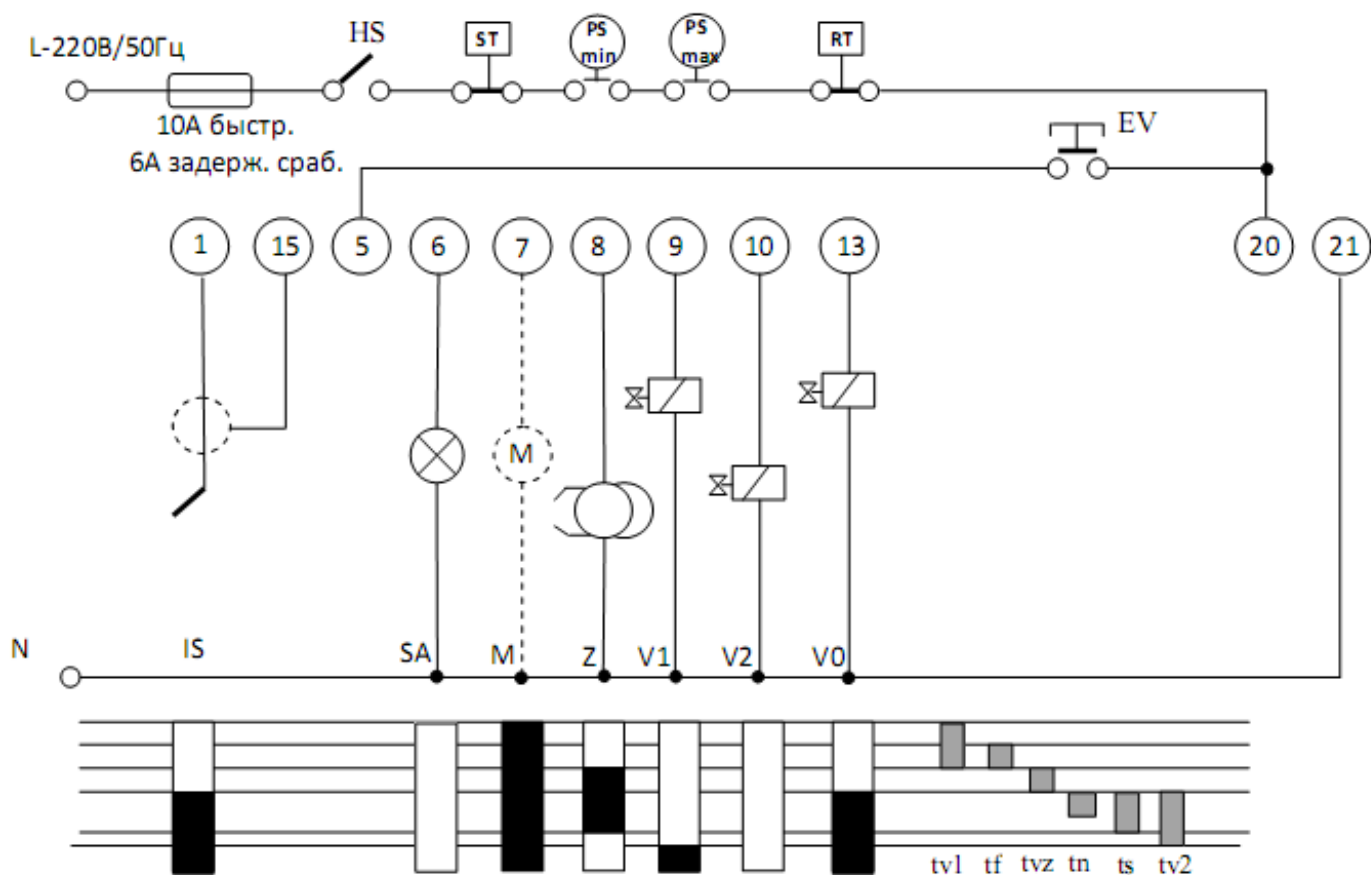 L-220В/50Гц
HS
ST
PS
min
PS
max
RT
10А быстр.
6А задерж. сраб.
EV
1 15 5 6 7 8 9 10 13 20 21
M
N IS SA M Z V1 V2 V0
tv1 tf tvz tn ts tv2